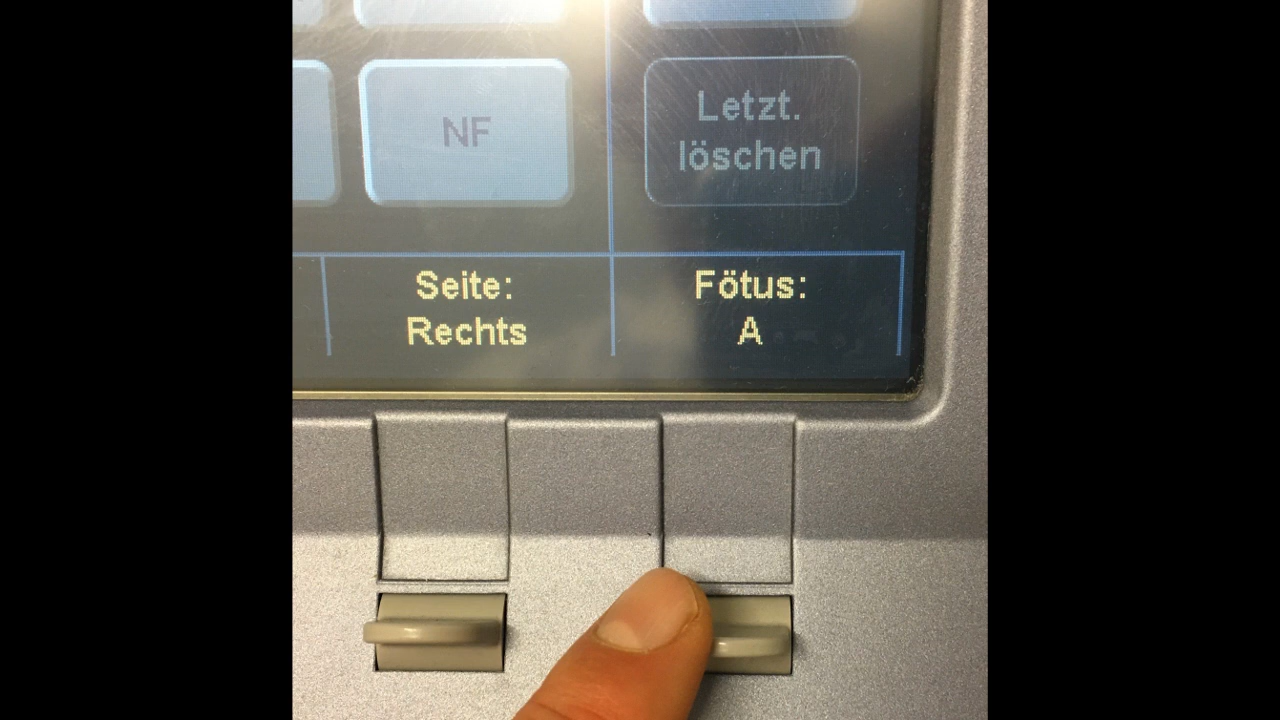 NF
Letzt.
löschen
Seite:
Rechts
Fötus:
A